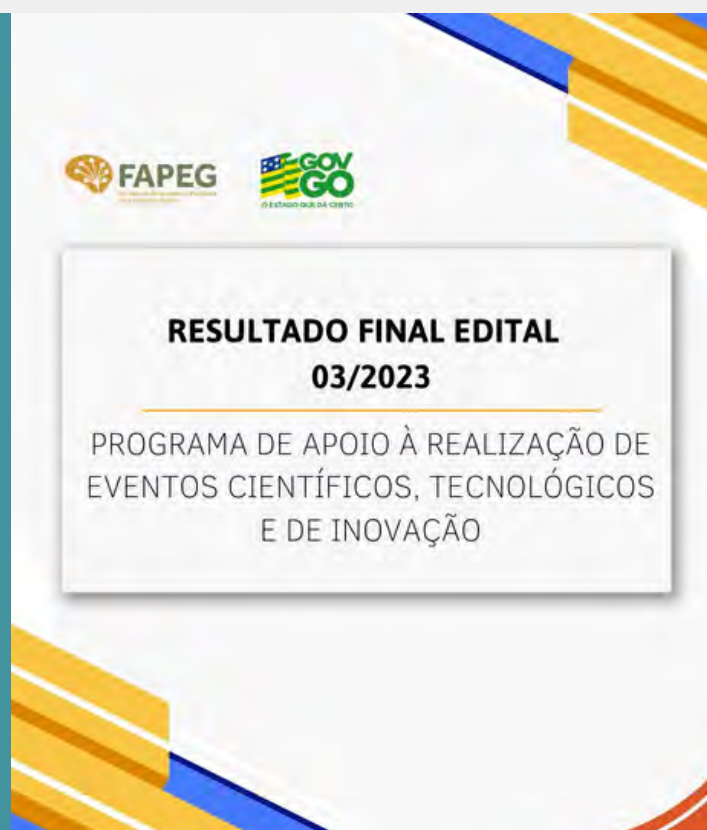 FAPEG
GOV
GO
O ESTADO QUE DÁ CERTO
RESULTADO FINAL EDITAL
03/2023
PROGRAMA DE APOIO À REALIZAÇÃO DE
EVENTOS CIENTÍFICOS, TECNOLÓGICOS
E DE INOVAÇÃO